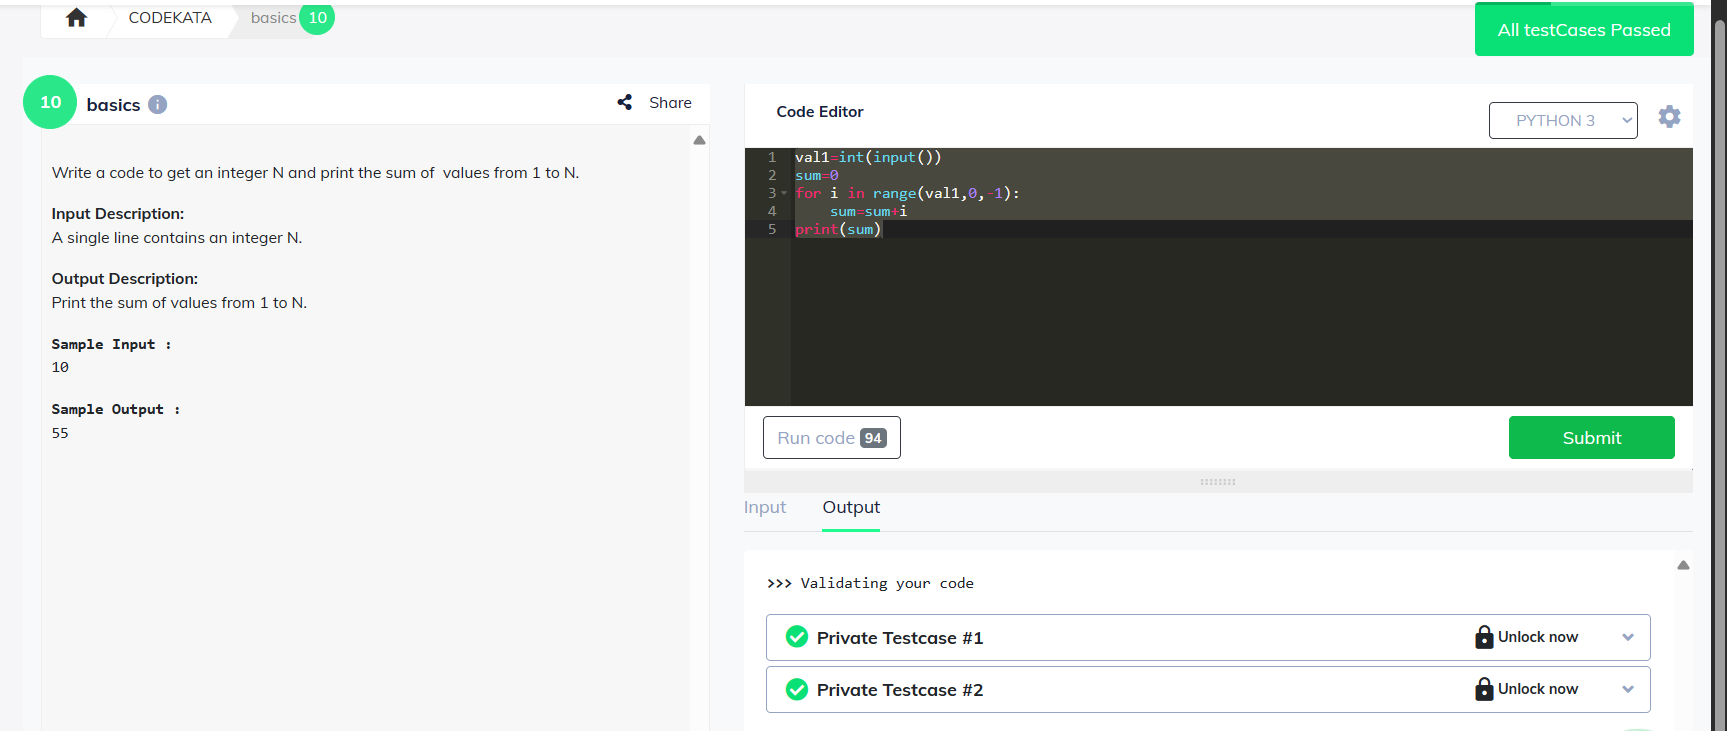 CODEKATA
basics 10
All testCases Passed
10 basics
Share
Write a code to get an integer N and print the sum of  values from 1 to N.
Input Description:
A single line contains an integer N.
Output Description:
Print the sum of values from 1 to N.
Sample Input :
10
Sample Output :
55
Code Editor
PYTHON 3
1 val1=int(input())
2 sum=0
3 for i in range(val1,0,-1):
4     sum=sum+i
5 print(sum)
Run code 94
Submit
Input
Output
>>> Validating your code
Private Testcase #1
Unlock now
Private Testcase #2
Unlock now